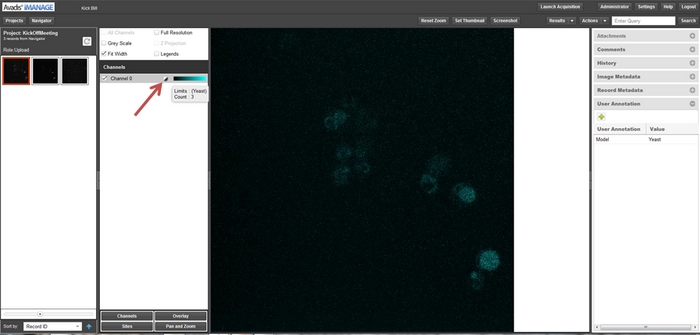 Avadis' iMANAGE
Kick Bill
Launch Acquisition
Administrator
Settings
Help
Logout
Projects
Navigator
Reset Zoom
Set Thumbnail
Screenshot
Results
Actions
Enter Query
Search
Project: KickOffMeeting
3 records from Navigator
Rule Upload
All Channels
Full Resolution
Grey Scale
Z Projection
Fit Width
Legends
Channels
Channel 0
Limits : (Yeast)
Count : 3
Attachments
Comments
History
Image Metadata
Record Metadata
User Annotation
User Annotation Value
Model Yeast
Sort by Record ID
Channels
Overlay
Sites
Pan and Zoom